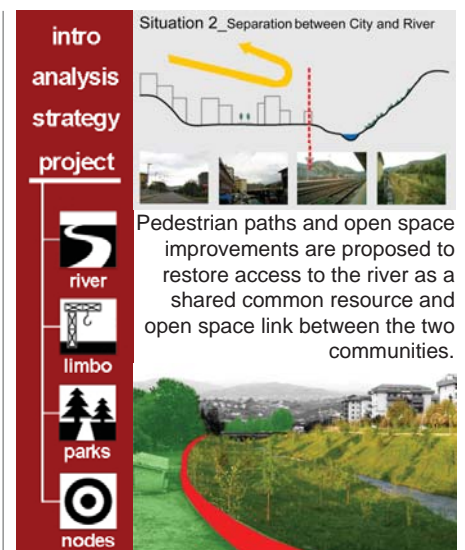 intro
analysis
strategy
project
river
limbo
parks
nodes
Situation 2_Separation between City and River
Pedestrian paths and open space
improvements are proposed to
restore access to the river as a
shared common resource and
open space link between the two
communities.